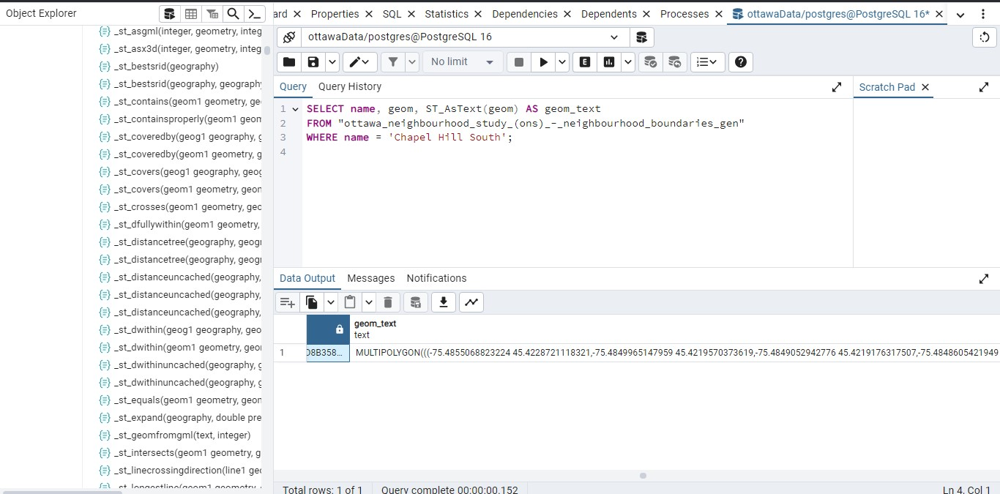 Object Explorer
ard Properties SQL Statistics Dependencies Dependents Processes ottawaData/postgres@PostgreSQL 16*
ottawaData/postgres@PostgreSQL 16
No limit
E
Query Query History
Scratch Pad
1 SELECT name, geom, ST_AsText(geom) AS geom_text
2 FROM "ottawa_neighbourhood_study_(ons)_-_neighbourhood_boundaries_gen"
3 WHERE name = 'Chapel Hill South';
4
Data Output Messages Notifications
geom_text
text
1 D8B358... MULTIPOLYGON(((-75.4855068823224 45.4228721118321,-75.4849965147959 45.4219570373619,-75.4849052942776 45.4219176317507,-75.4848605421949
Total rows: 1 of 1 Query complete 00:00:00.152 Ln 4, Col 1
_st_asgml(integer, geometry, integ
_st_asx3d(integer, geometry, integ
_st_bestsrid(geography)
_st_bestsrid(geography, geography
_st_contains(geom1 geometry, ge
_st_containsproperly(geom1 geom
_st_coveredby(geog1 geography, g
_st_coveredby(geom1 geometry, g
_st_covers(geog1 geography, geog
_st_covers(geom1 geometry, geom
_st_crosses(geom1 geometry, geo
_st_dfullywithin(geom1 geometry,
_st_distancetree(geography, geogr
_st_distancetree(geography, geogr
_st_distanceuncached(geography,
_st_distanceuncached(geography,
_st_distanceuncached(geography,
_st_dwithin(geog1 geography, geo
_st_dwithin(geom1 geometry, geo
_st_dwithinuncached(geography, g
_st_dwithinuncached(geography, g
_st_equals(geom1 geometry, geon
_st_expand(geography, double pre
_st_geomfromgml(text, integer)
_st_intersects(geom1 geometry, g
_st_linecrossingdirection(line1 geo
_st_longestline(geom1 geometry,